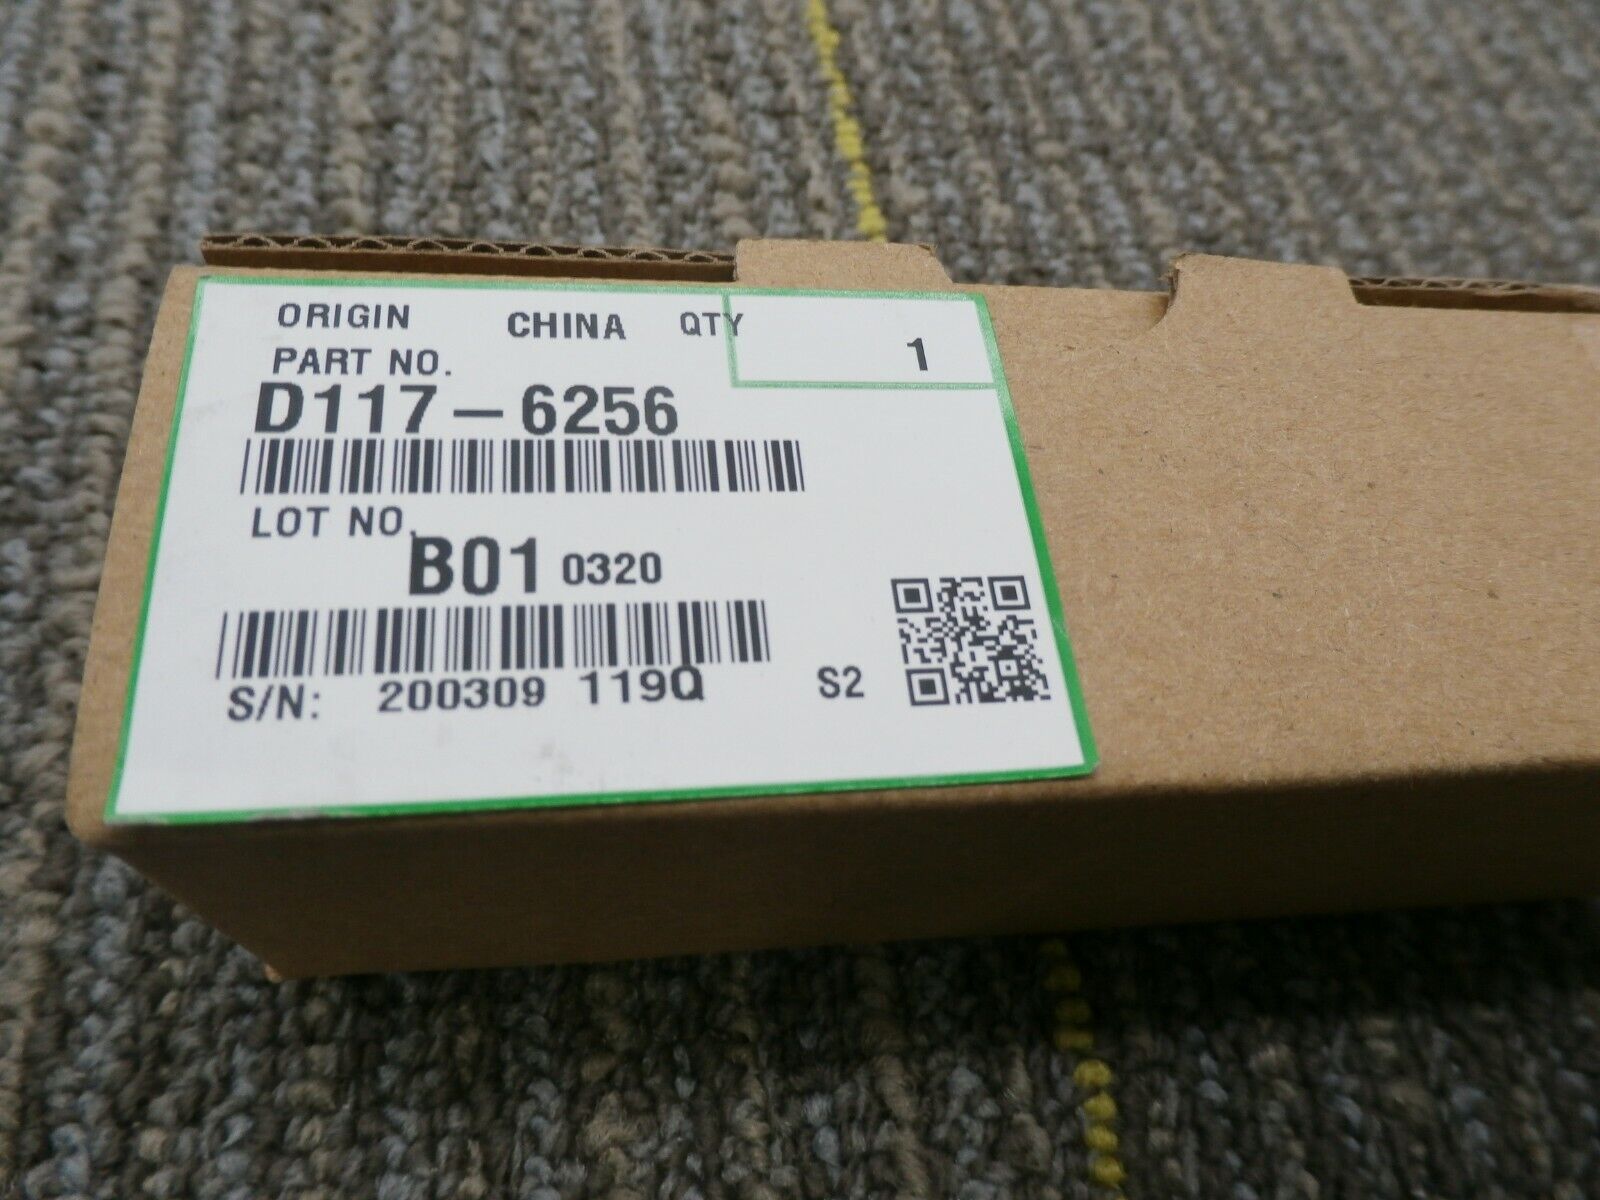 ORIGIN CHINA QTY 1
PART NO.
D117-6256
LOT NO.
B01 0320
S/N: 200309 119Q S2